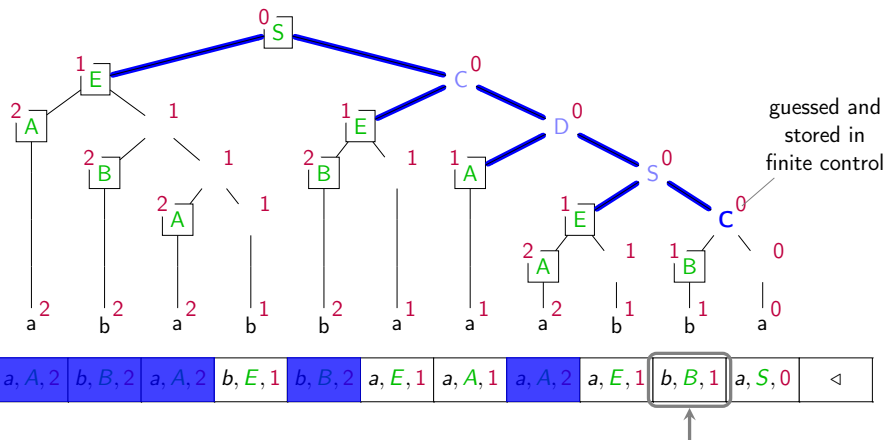 0
S
1
E
0
C
2
A
1
1
E
0
D
guessed and
stored in
finite control
2
B
1
2
B
1
1
A
0
S
2
A
1
1
E
0
C
2
A
1
1
B
0
a 2
b 2
a 2
b 1
b 2
a 1
a 1
a 2
b 1
b 1
a 0
a, A, 2 b, B, 2 a, A, 2 b, E, 1 b, B, 2 a, E, 1 a, A, 1 a, A, 2 a, E, 1 b, B, 1 a, S, 0 ◁